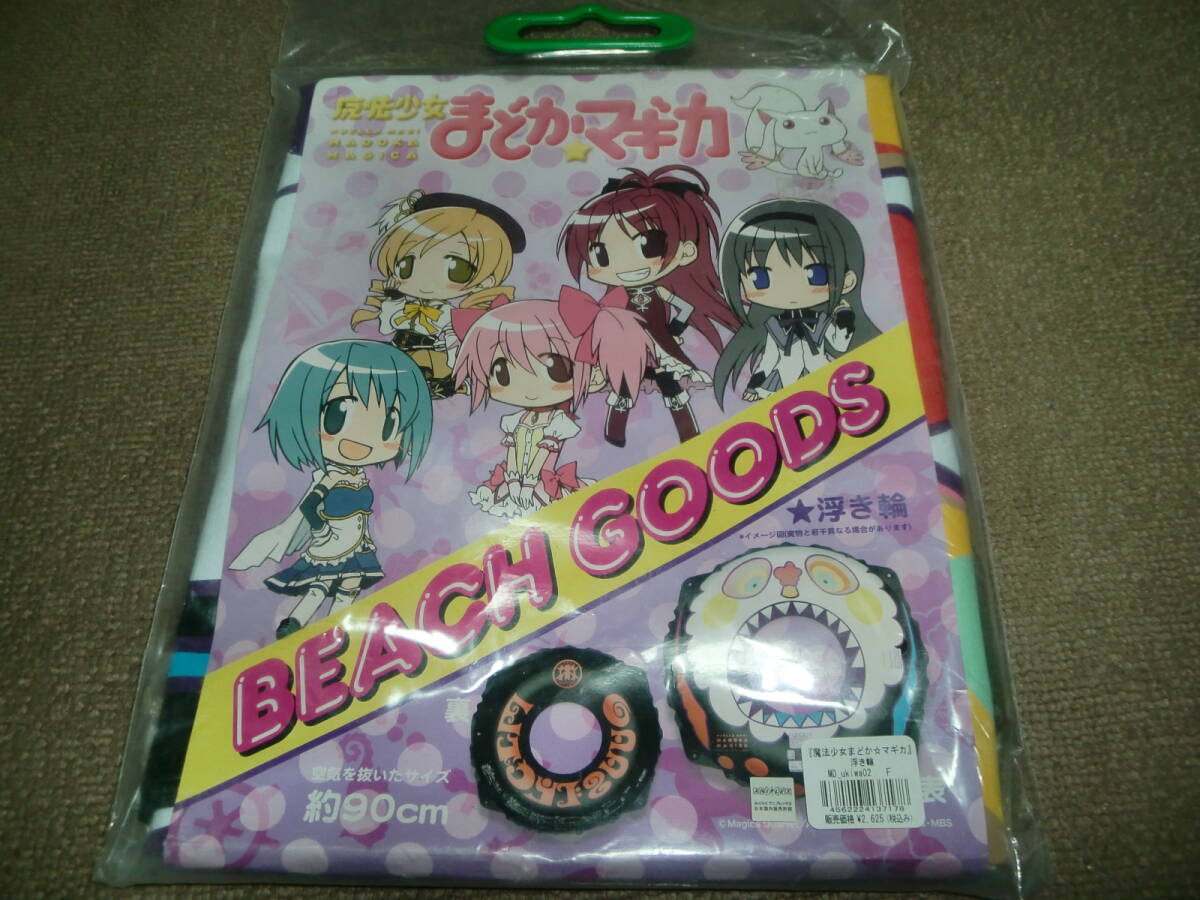 魔法少女
まどか★マギカ
PUELLA MAGI
MADOKA
MAGICA
BEACH GOODS
★浮き輪
※イメージ図(実物と若干異なる場合があります)
裏
空気を抜いたサイズ
約90cm
『魔法少女まどか☆マギカ』
浮き輪
MD_ukiwa02 F
4562224137178
販売価格 ¥2,625(税込み)
表
©Magica
MBS